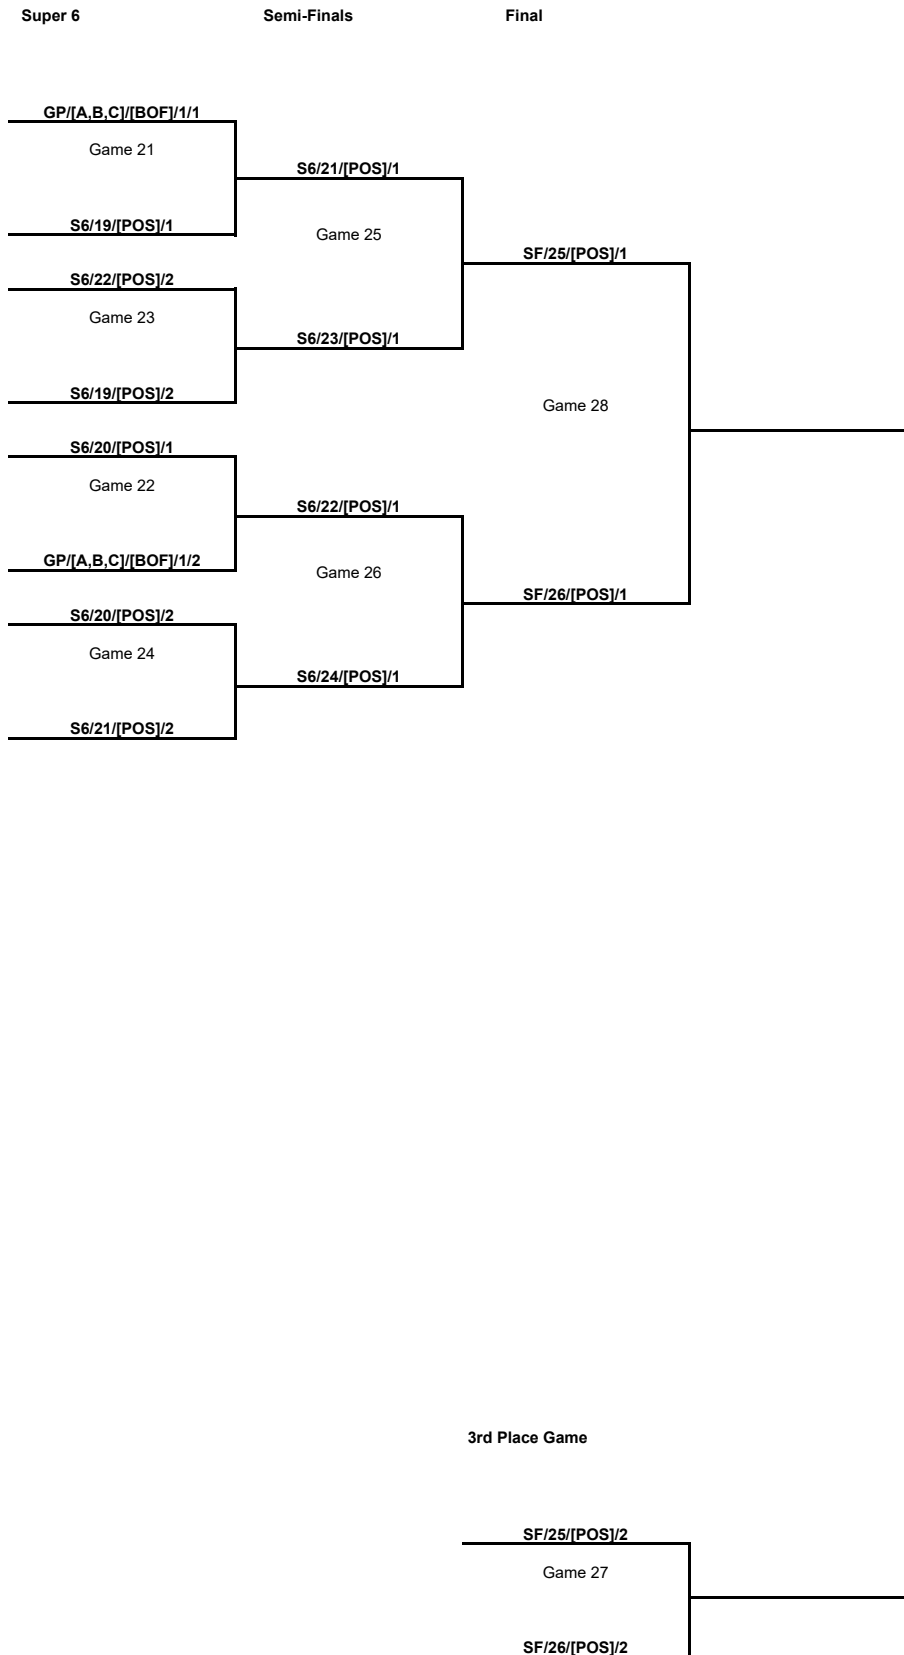 Super 6 Semi-Finals Final
GP/[A,B,C]/[BOF]/1/1
Game 21
S6/21/[POS]/1
S6/19/[POS]/1
Game 25
SF/25/[POS]/1
S6/22/[POS]/2
Game 23
S6/23/[POS]/1
S6/19/[POS]/2
Game 28
S6/20/[POS]/1
Game 22
S6/22/[POS]/1
GP/[A,B,C]/[BOF]/1/2
Game 26
SF/26/[POS]/1
S6/20/[POS]/2
Game 24
S6/24/[POS]/1
S6/21/[POS]/2
3rd Place Game
SF/25/[POS]/2
Game 27
SF/26/[POS]/2